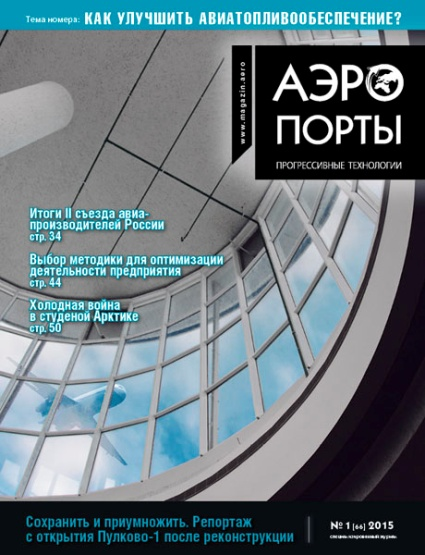 Тема номера: КАК УЛУЧШИТЬ АВИАТОПЛИВООБЕСПЕЧЕНИЕ?
www.magazin.aero
АЭРО
ПОРТЫ
ПРОГРЕССИВНЫЕ ТЕХНОЛОГИИ
Итоги II съезда авиа-
производителей России
стр. 34
Выбор методики для оптимизации
деятельности предприятия
стр. 44
Холодная война
в студеной Арктике
стр. 50
Сохранить и приумножить. Репортаж
с открытия Пулково-1 после реконструкции
№ 1 [66] 2015
специализированный журнал